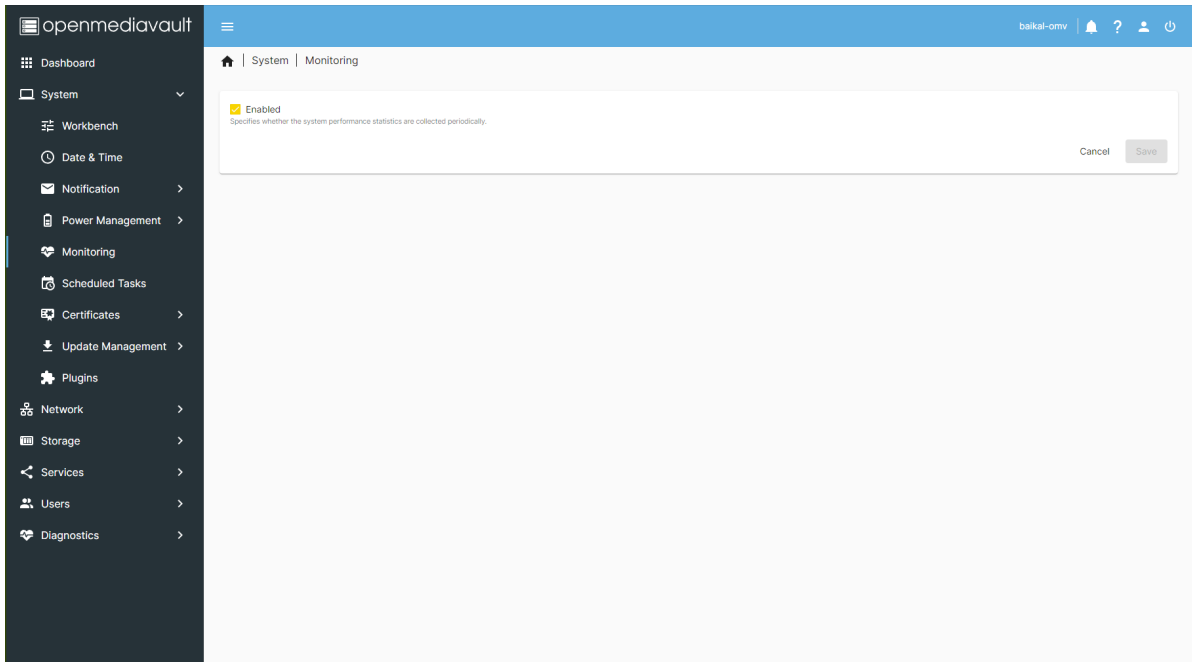 openmediavault
baikal-omv
Dashboard
System
Workbench
Date & Time
Notification
Power Management
Monitoring
Scheduled Tasks
Certificates
Update Management
Plugins
Network
Storage
Services
Users
Diagnostics
System | Monitoring
Enabled
Specifies whether the system performance statistics are collected periodically.
Cancel Save